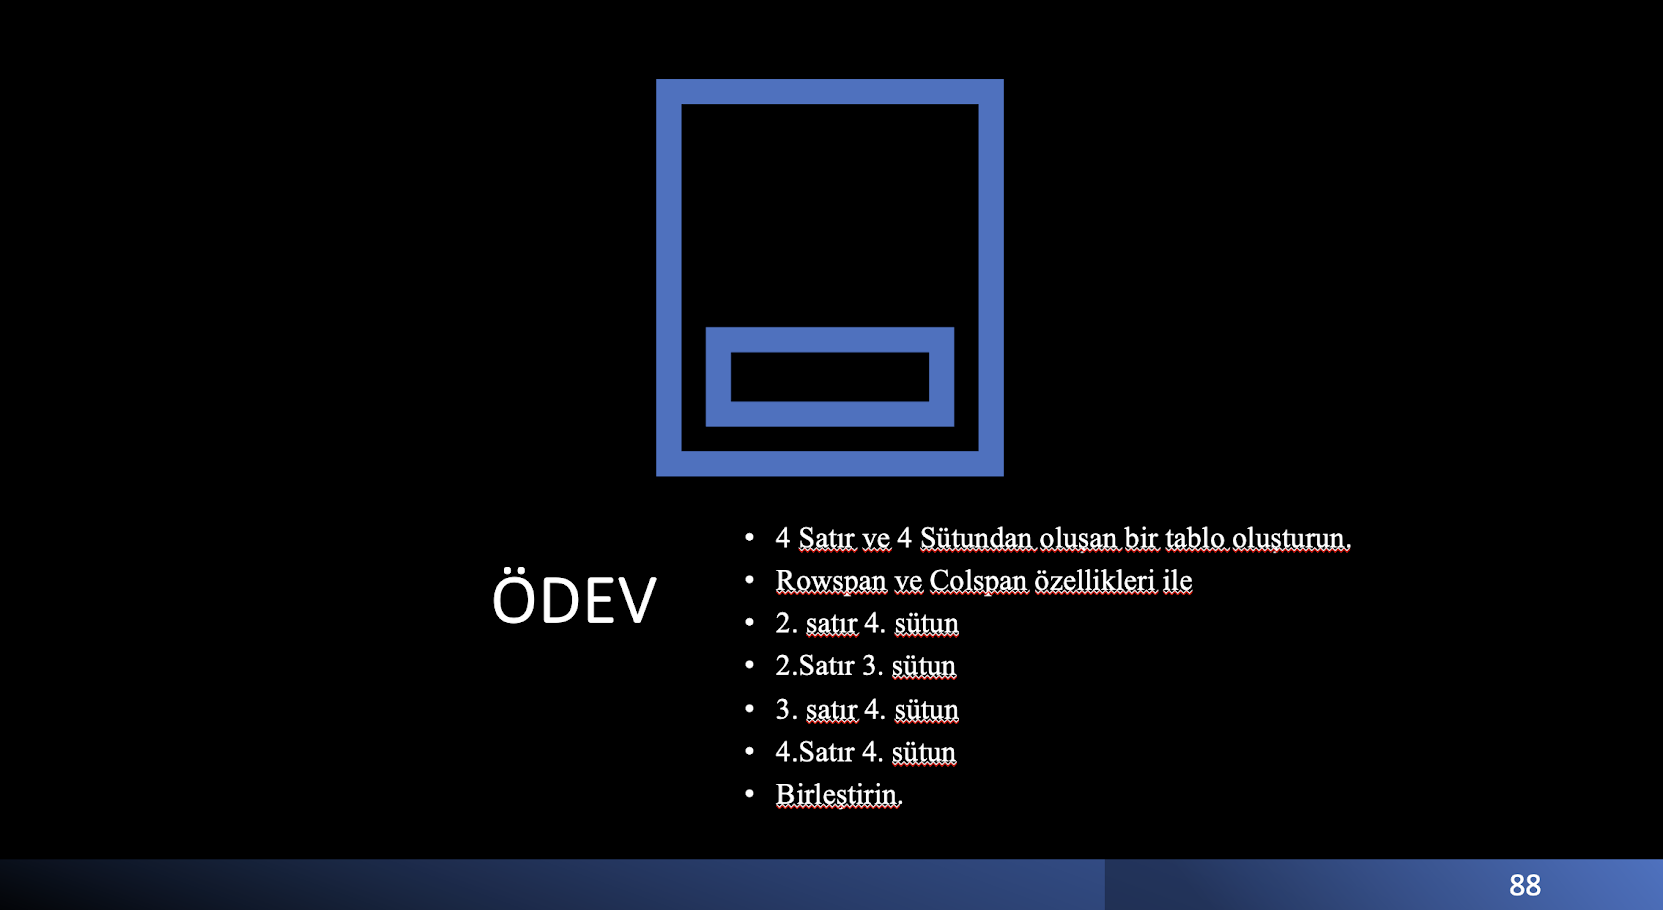 ÖDEV
• 4 Satır ve 4 Sütundan oluşan bir tablo oluşturun.
• Rowspan ve Colspan özellikleri ile
• 2. satır 4. sütun
• 2.Satır 3. sütun
• 3. satır 4. sütun
• 4.Satır 4. sütun
• Birleştirin.
88